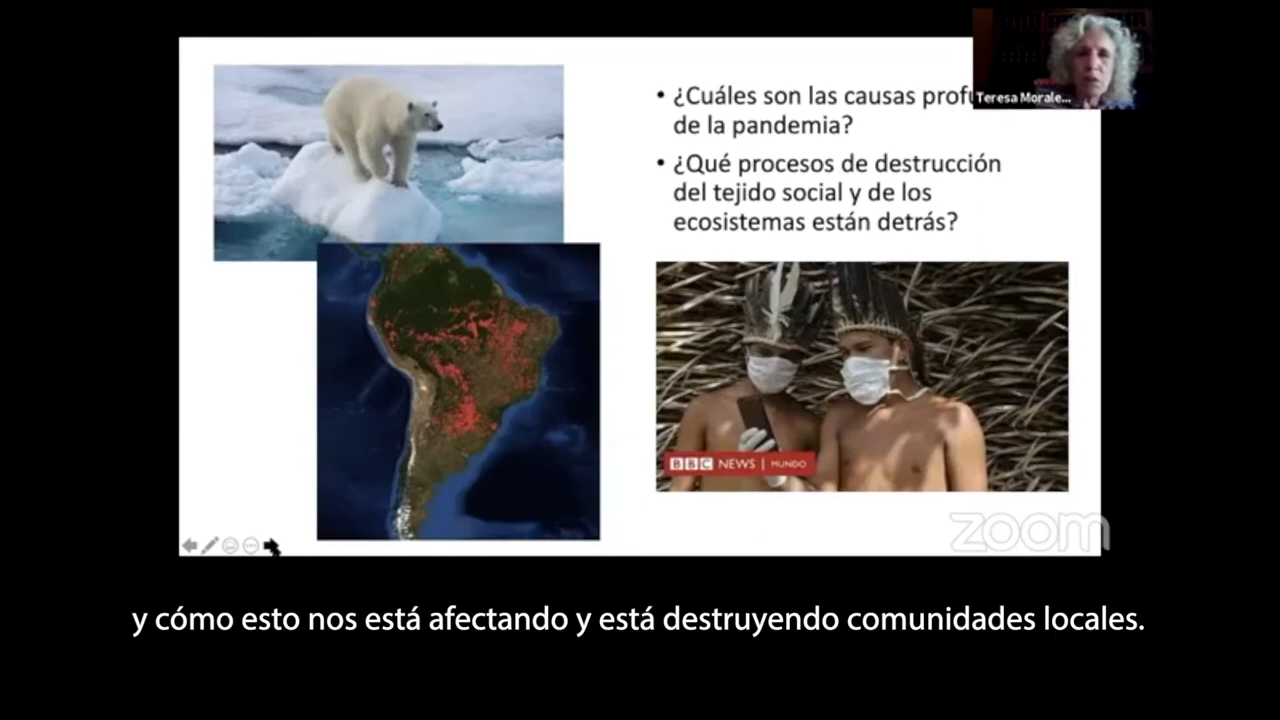 • ¿Cuáles son las causas
de la pandemia?
• ¿Qué procesos de destrucción
del tejido social y de los
ecosistemas están detrás?
Teresa Morale...
BBC NEWS | MUNDO
zoom
y cómo esto nos está afectando y está destruyendo comunidades locales.